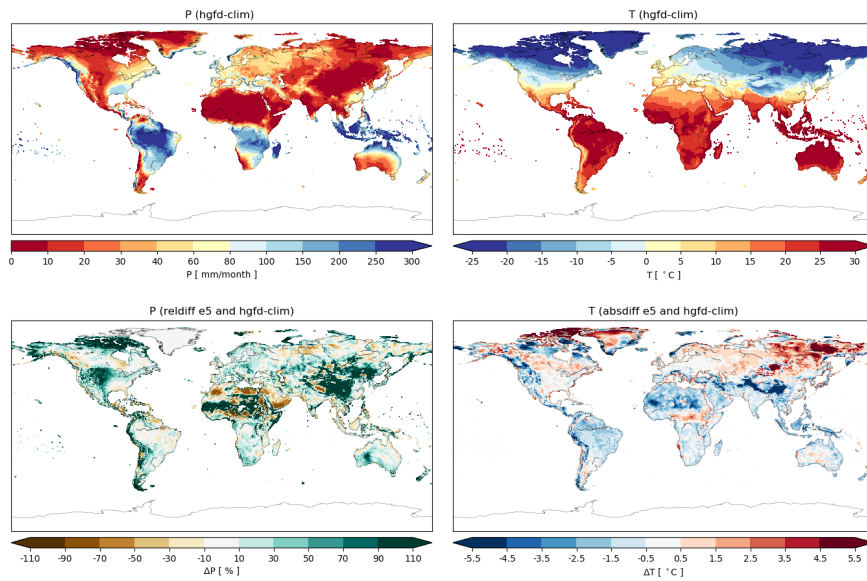 P (hgfd-clim)
T (hgfd-clim)
0 10 20 30 40 60 80 100 150 200 250 300
P [ mm/month ]
-25 -20 -15 -10 -5 0 5 10 15 20 25 30
T [ °C ]
P (reldiff e5 and hgfd-clim)
T (absdiff e5 and hgfd-clim)
-110 -90 -70 -50 -30 -10 10 30 50 70 90 110
ΔP [ % ]
-5.5 -4.5 -3.5 -2.5 -1.5 -0.5 0.5 1.5 2.5 3.5 4.5 5.5
ΔT [ °C ]